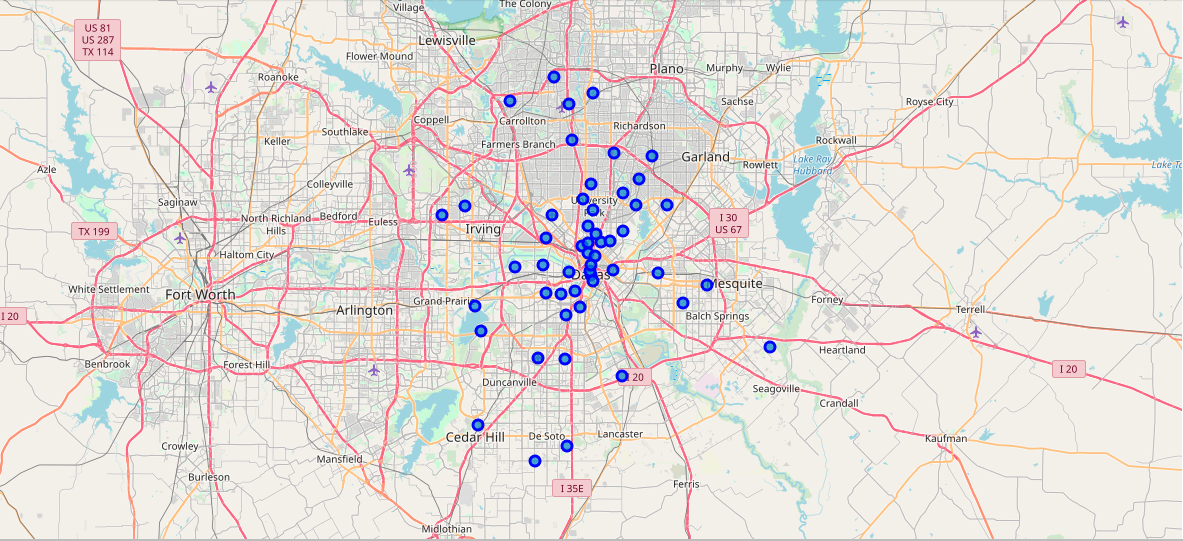 Village
The Colony
US 81
US 287
TX 114
Lewisville
Flower Mound
Roanoke
Plano
Murphy
Wylie
Sachse
Royse City
Coppell
Carrollton
Richardson
Southlake
Keller
Farmers Branch
Garland
Rockwall
Rowlett
Lake Ray
Hubbard
Azle
Colleyville
Saginaw
University
Park
North Richland
Hills
Bedford
Euless
Irving
I 30
US 67
TX 199
Haltom City
White Settlement
Fort Worth
Dallas
Mesquite
Grand Prairie
Arlington
Balch Springs
Forney
Terrell
I 20
Benbrook
Forest Hill
Heartland
I 20
20
Duncanville
Seagoville
Crandall
Cedar Hill
De Soto
Lancaster
Kaufman
Crowley
Mansfield
Burleson
I 35E
Ferris
Midlothian